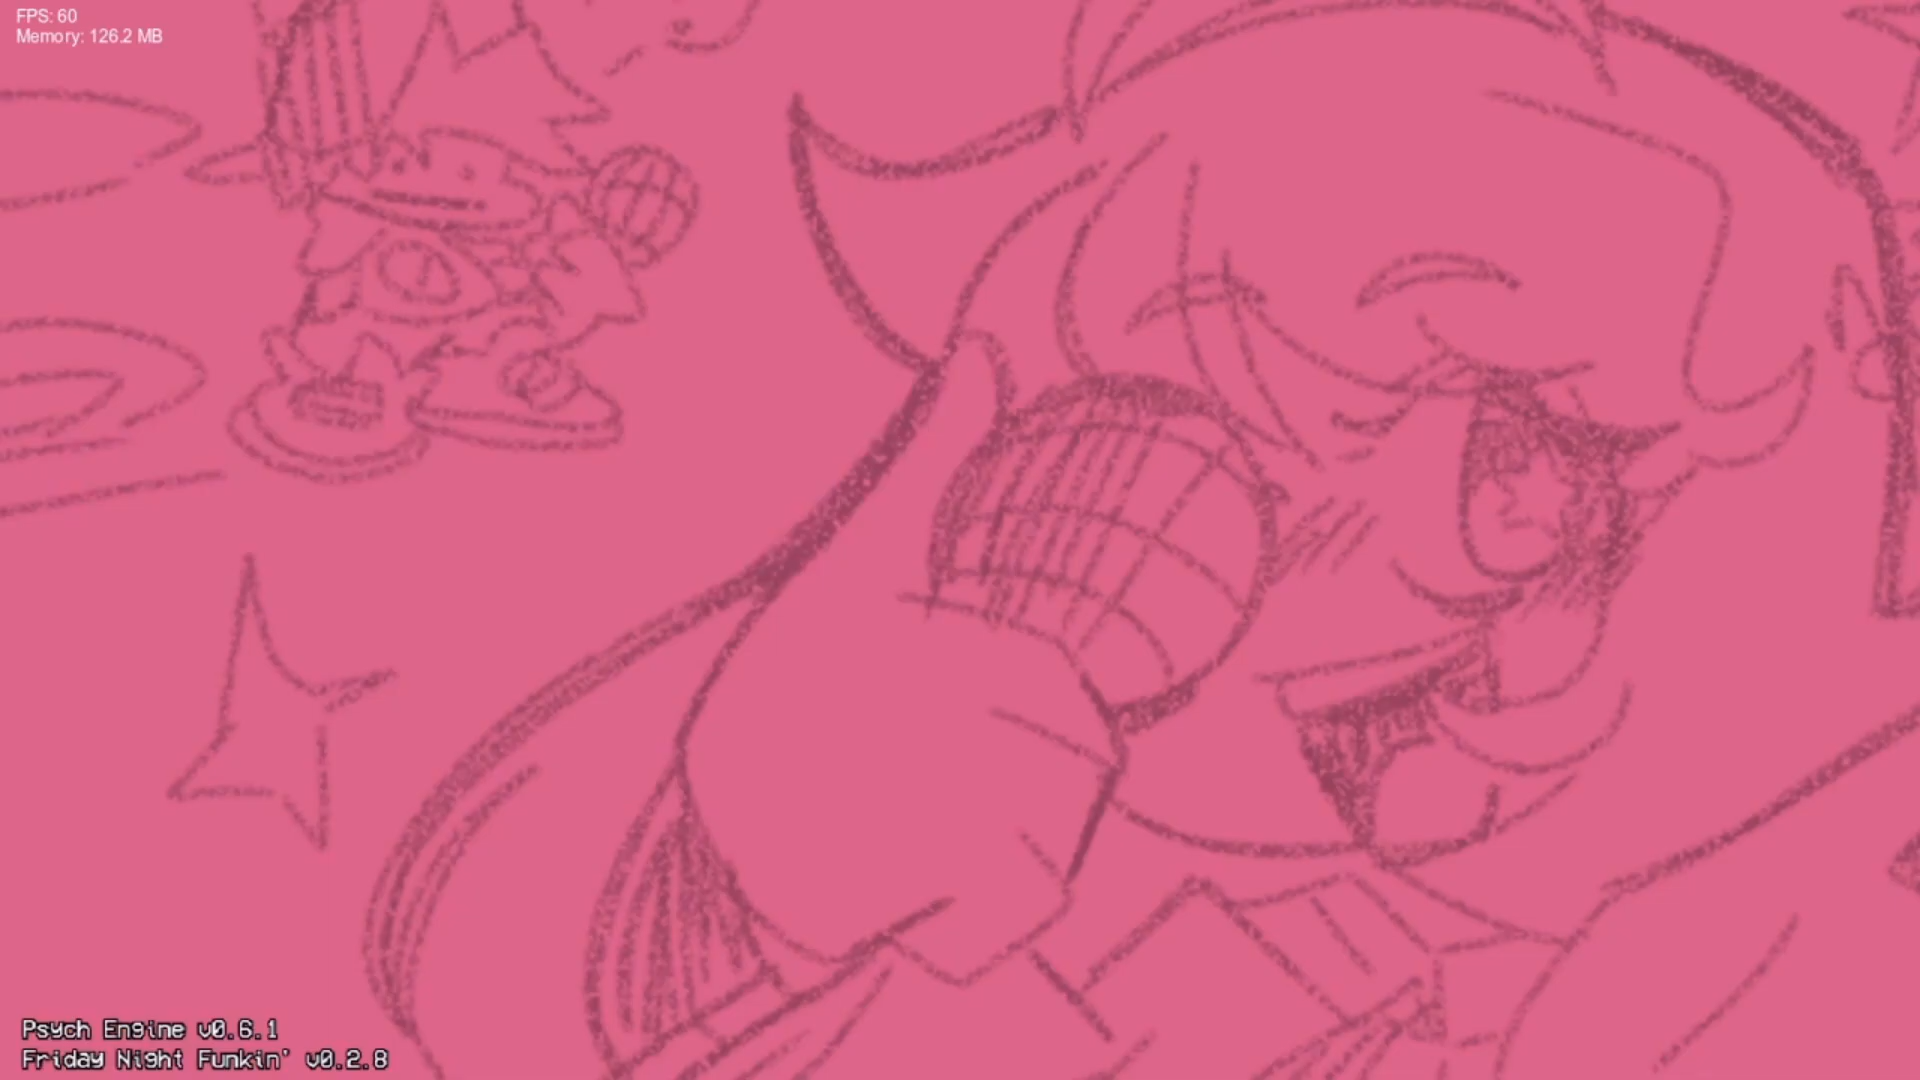 FPS: 60
Memory: 126.2 MB
Psych Engine v0.6.1
Friday Night Funkin' v0.2.8